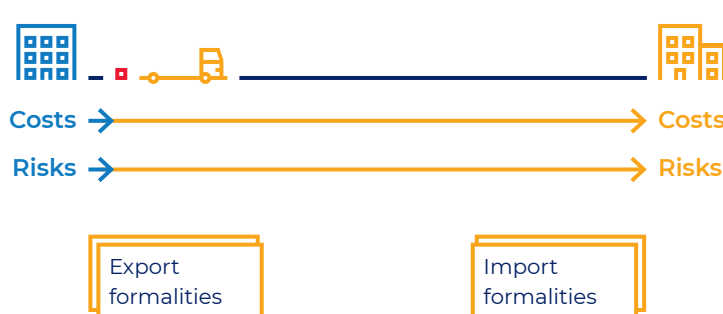 Costs Costs
Risks Risks
Export
formalities
Import
formalities